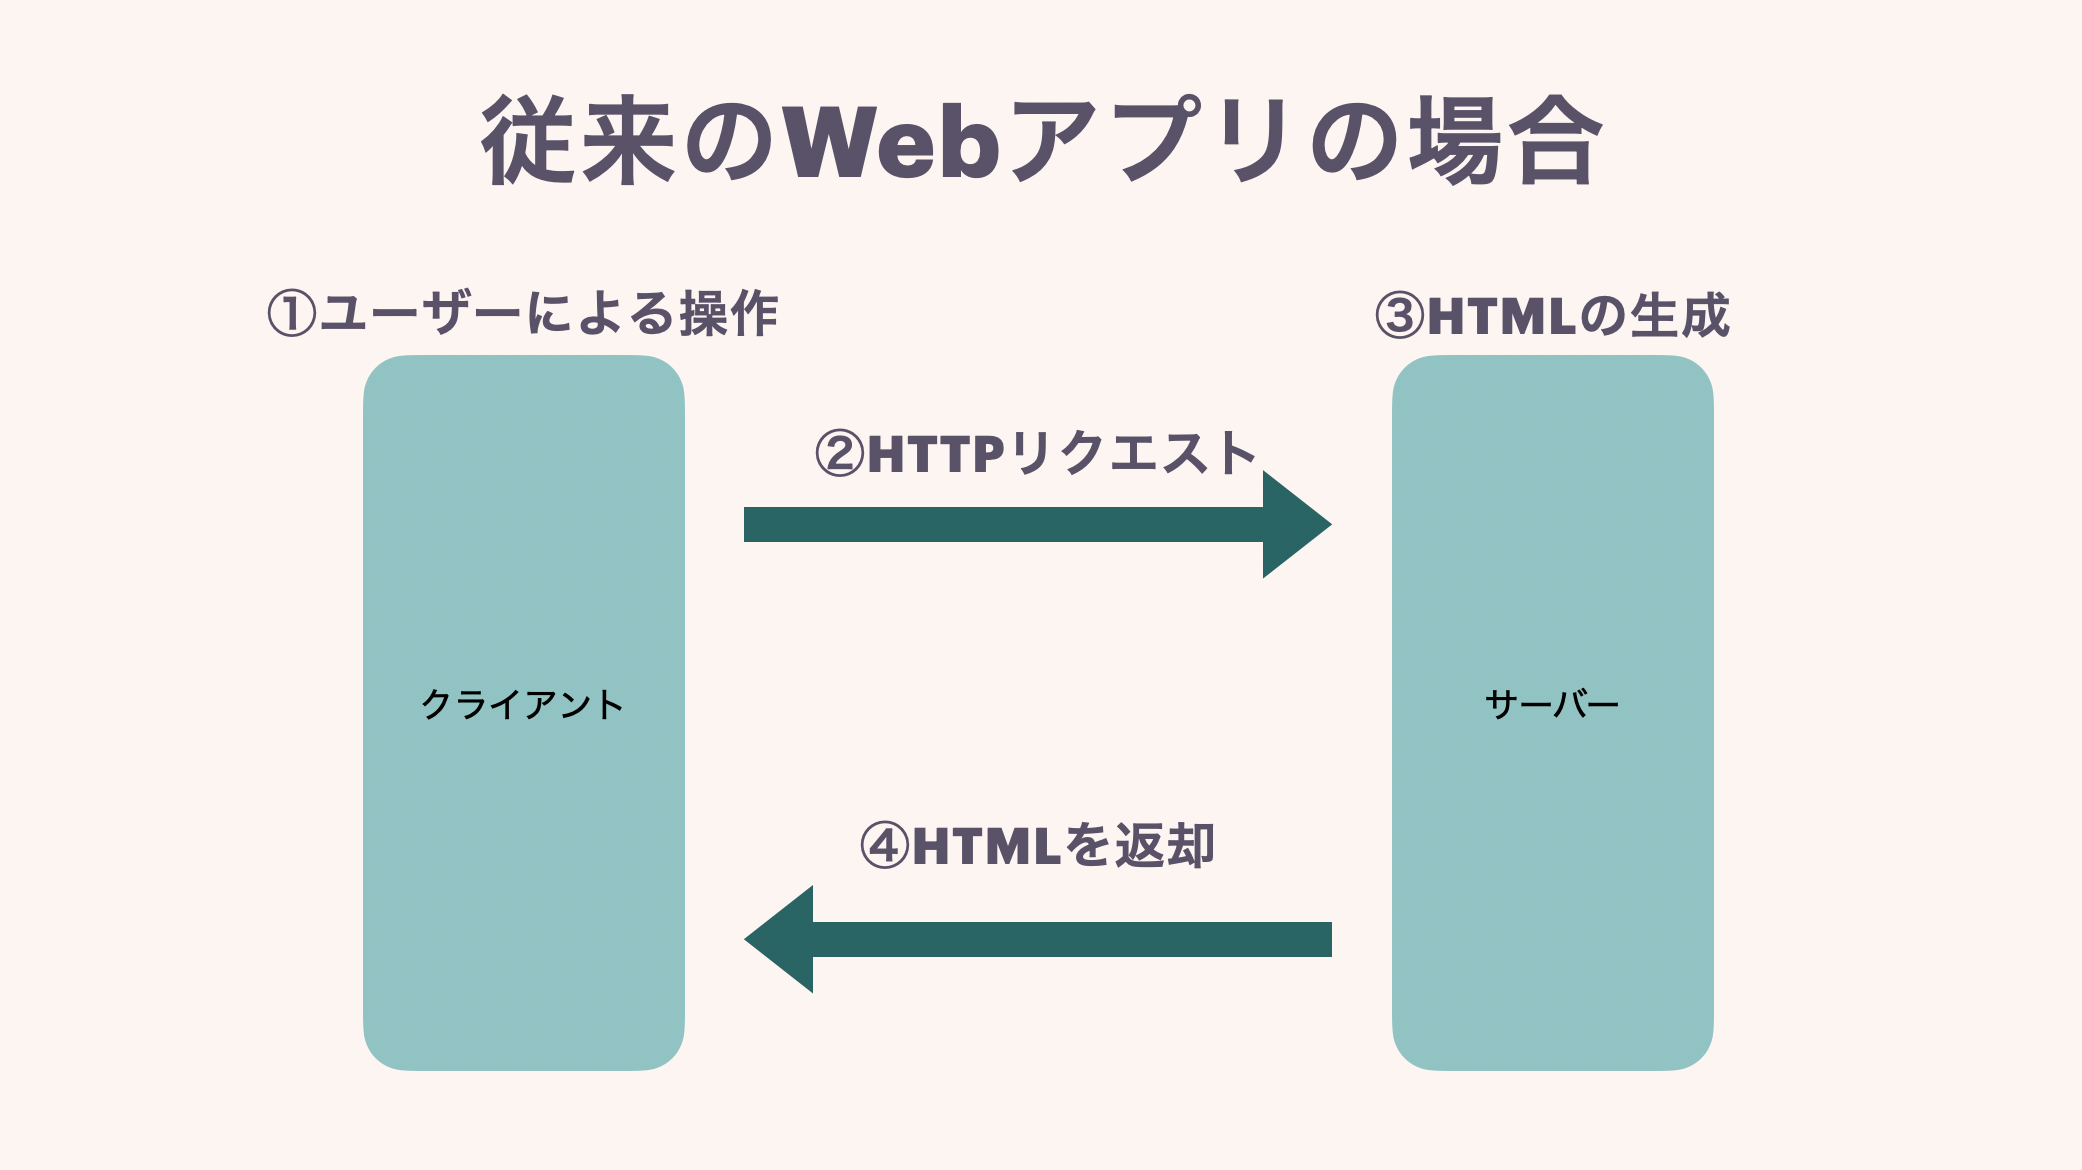 従来のWebアプリの場合
①ユーザーによる操作
③HTMLの生成
②HTTPリクエスト
クライアント
サーバー
④HTMLを返却